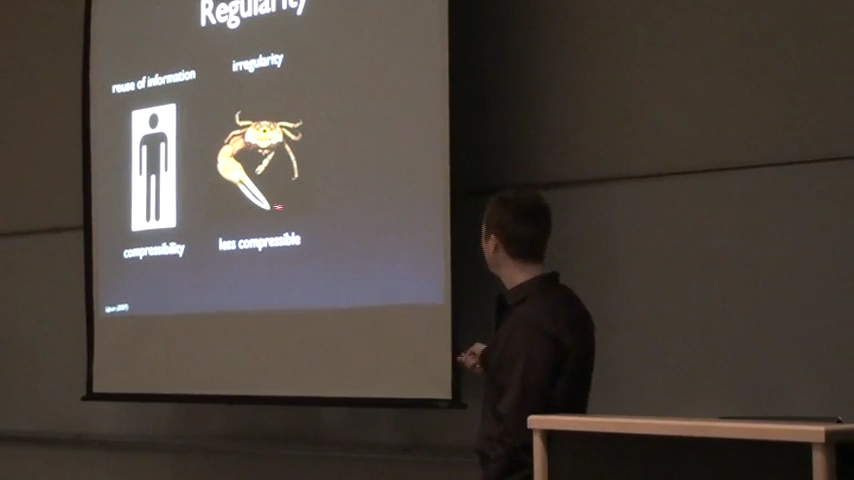 Regularity
irregularity
reuse of information
compressibility
less compressible